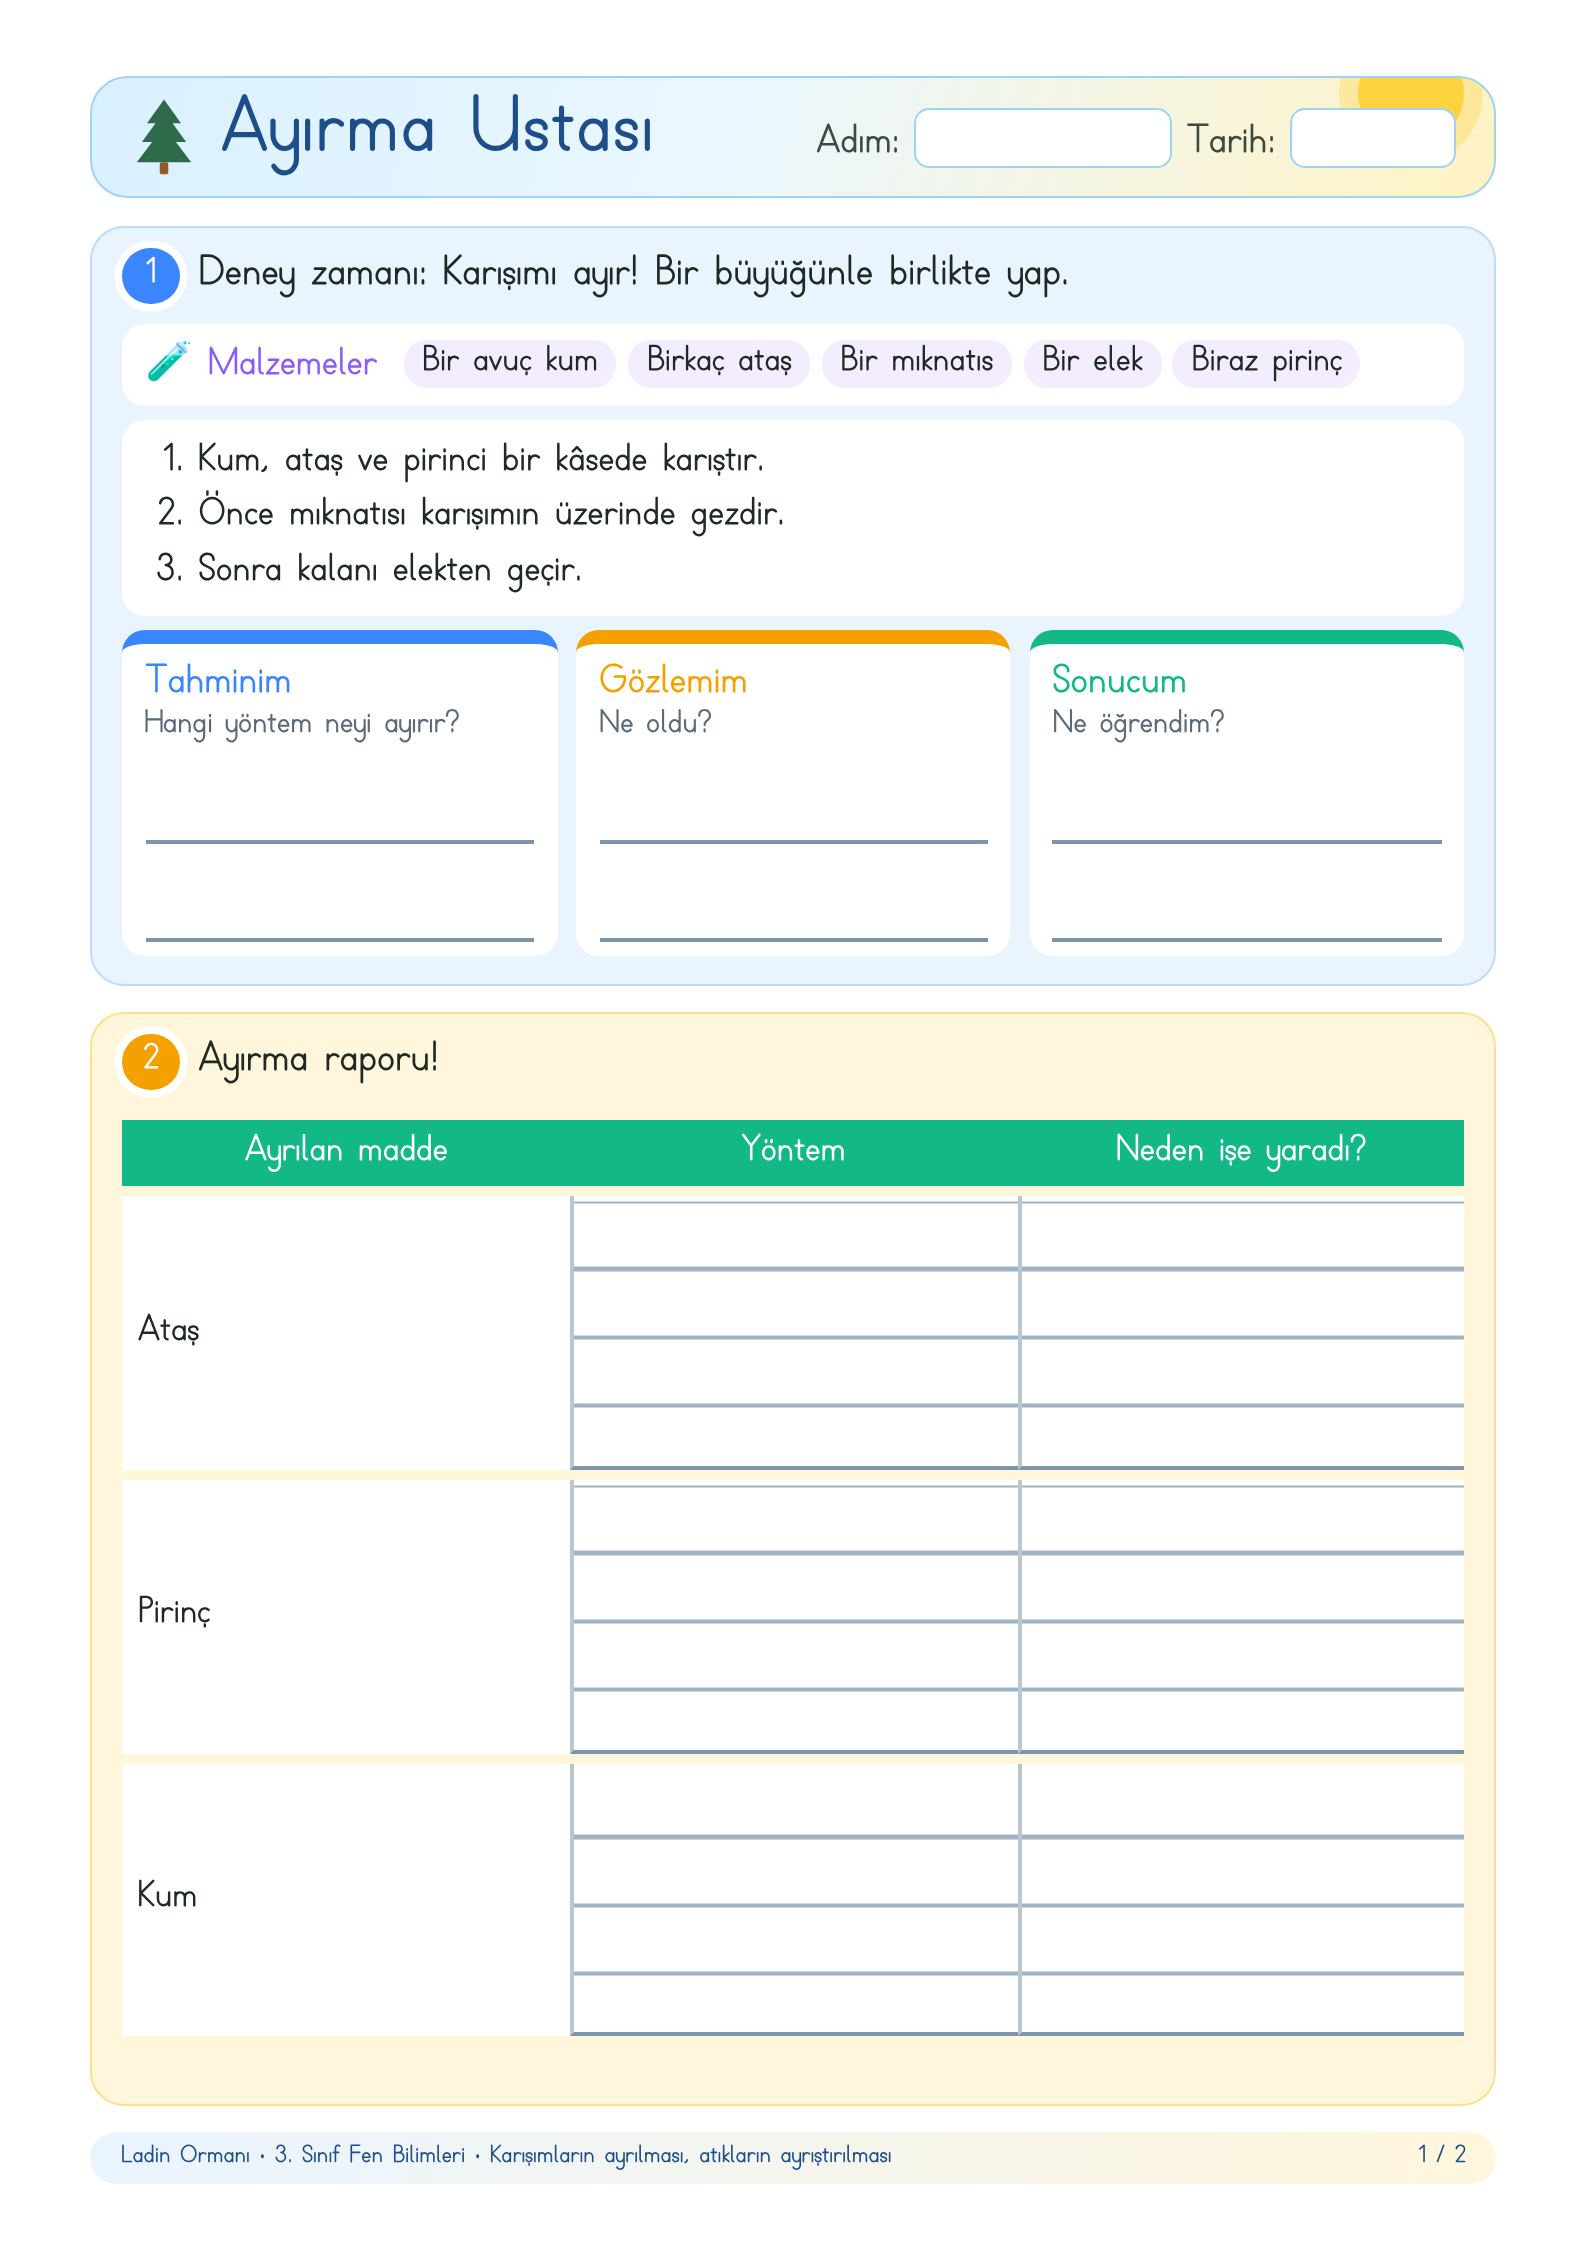 Ayırma Ustası
Adım:
Tarih:
1 Deney zamanı: Karışımı ayır! Bir büyüğünle birlikte yap.
Malzemeler Bir avuç kum Birkaç ataş Bir mıknatıs Bir elek Biraz pirinç
1. Kum, ataş ve pirinci bir kâsede karıştır.
2. Önce mıknatısı karışımın üzerinde gezdir.
3. Sonra kalanı elekten geçir.
Tahminim
Hangi yöntem neyi ayırır?
Gözlemim
Ne oldu?
Sonucum
Ne öğrendim?
2 Ayırma raporu!
Ayrılan madde Yöntem Neden işe yaradı?
Ataş
Pirinç
Kum
Ladin Ormanı • 3. Sınıf Fen Bilimleri • Karışımların ayrılması, atıkların ayrıştırılması
1 / 2